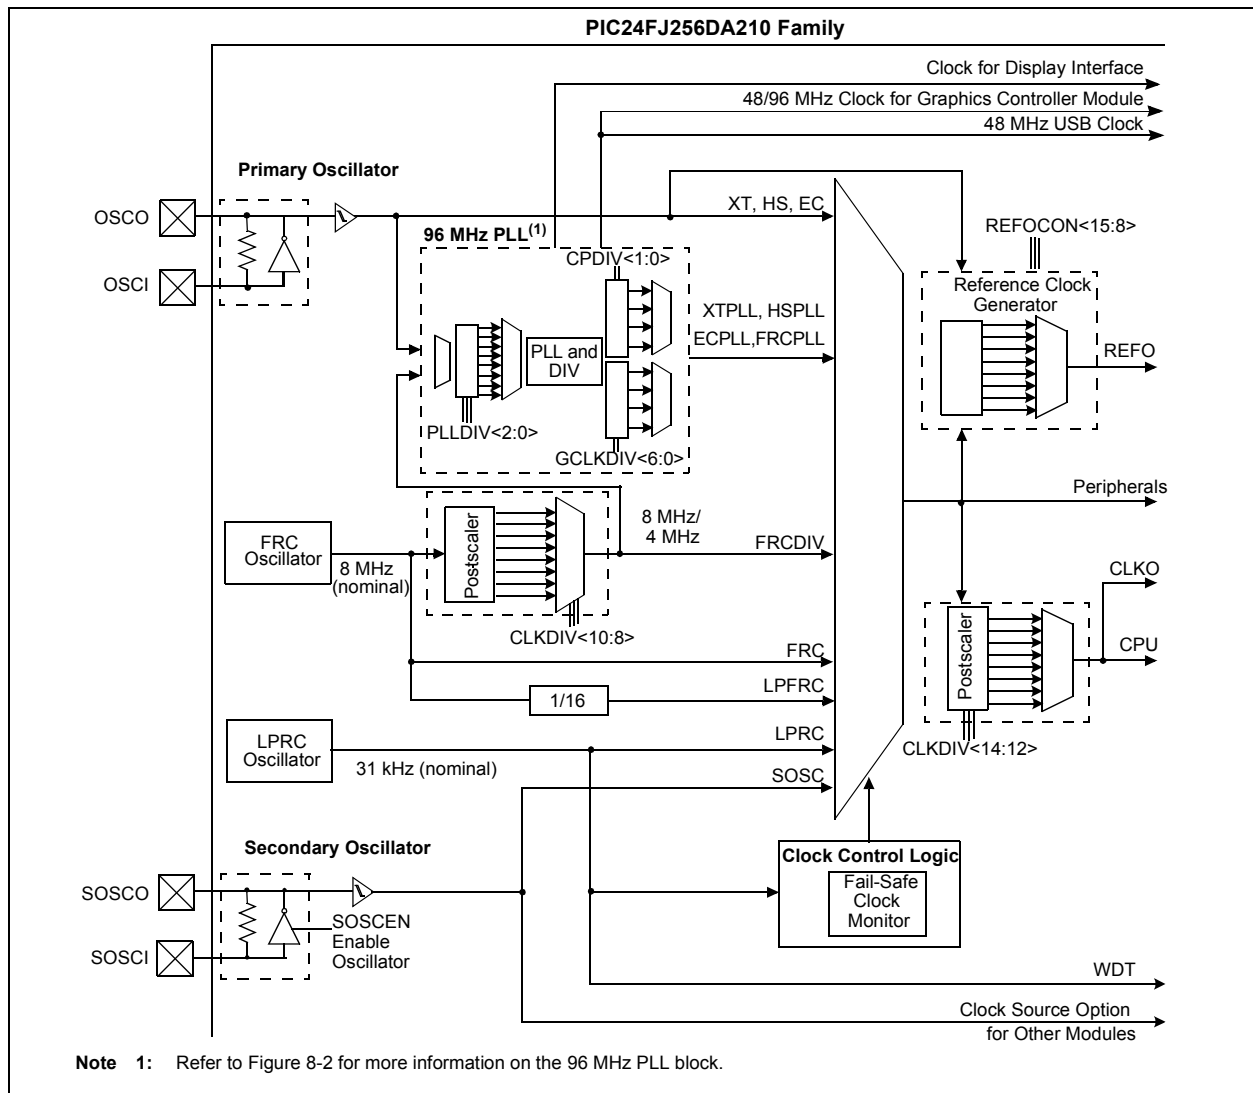 PIC24FJ256DA210 Family
Clock for Display Interface
48/96 MHz Clock for Graphics Controller Module
48 MHz USB Clock
Primary Oscillator
OSCO
OSCI
XT, HS, EC
REFOCON<15:8>
96 MHz PLL(1)
CPDIV<1:0>
Reference Clock
Generator
XTPLL, HSPLL
ECPLL,FRCPLL
PLL and
DIV
REFO
PLLDIV<2:0>
GCLKDIV<6:0>
Peripherals
FRC
Oscillator
8 MHz
(nominal)
Postscaler
8 MHz/
4 MHz
FRCDIV
CLKDIV<10:8>
CLKO
Postscaler
CPU
CLKDIV<14:12>
FRC
1/16
LPFRC
LPRC
Oscillator
31 kHz (nominal)
LPRC
SOSC
Secondary Oscillator
Clock Control Logic
Fail-Safe
Clock
Monitor
SOSCO
SOSCI
SOSCEN
Enable
Oscillator
WDT
Clock Source Option
for Other Modules
Note 1: Refer to Figure 8-2 for more information on the 96 MHz PLL block.